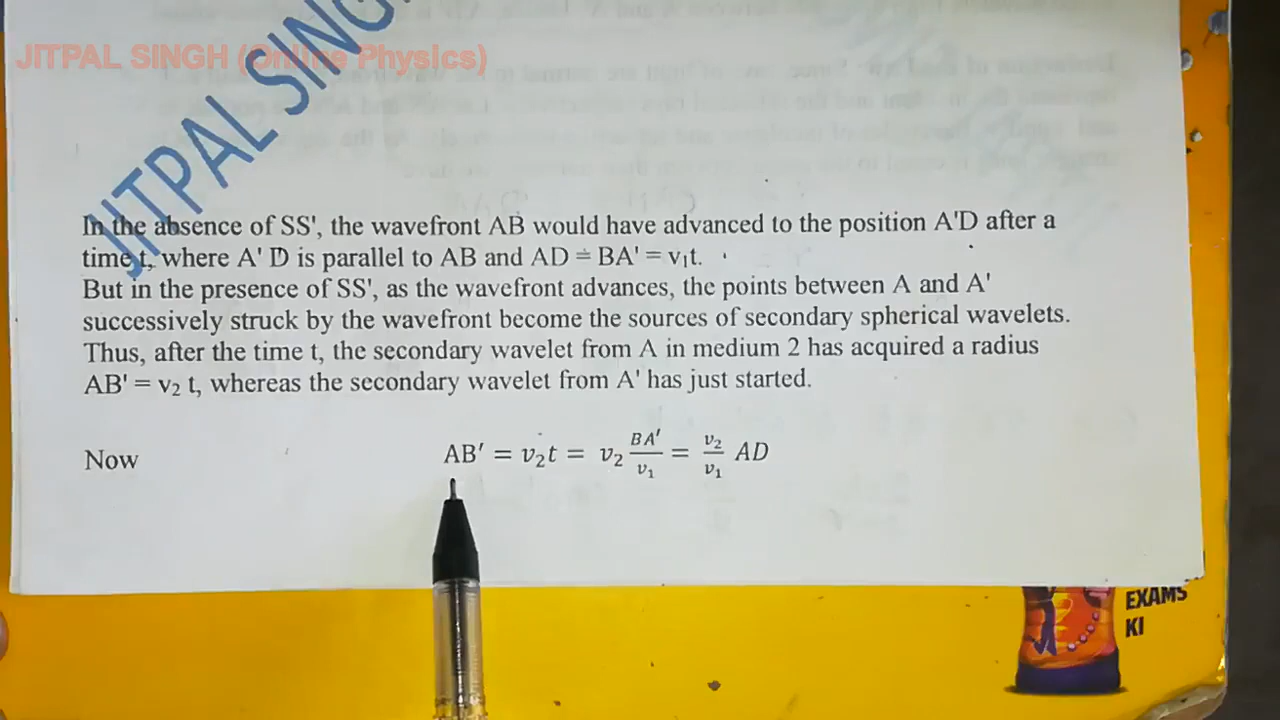 JITPAL SINGH (Online Physics)
JITPAL SING
In the absence of SS', the wavefront AB would have advanced to the position A'D after a
time t, where A' D is parallel to AB and AD = BA' = v₁t.
But in the presence of SS', as the wavefront advances, the points between A and A'
successively struck by the wavefront become the sources of secondary spherical wavelets.
Thus, after the time t, the secondary wavelet from A in medium 2 has acquired a radius
AB' = v₂ t, whereas the secondary wavelet from A' has just started.
Now AB′ = v₂t = v₂ BA′/v₁ = v₂/v₁ AD
EXAMS
KI